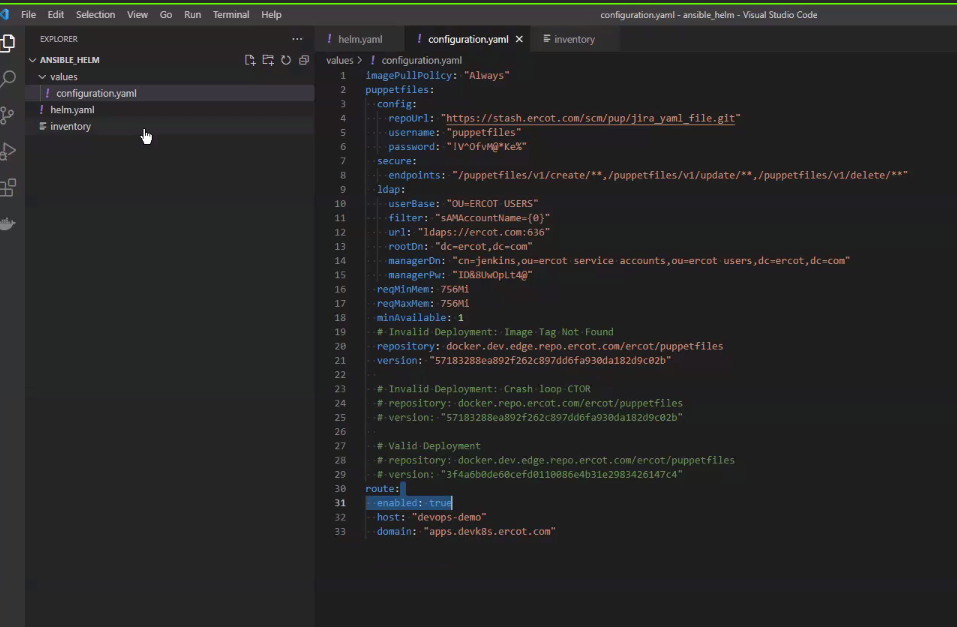 File Edit Selection View Go Run Terminal Help
configuration.yaml - ansible_helm - Visual Studio Code
EXPLORER ···
ANSIBLE_HELM
values
! configuration.yaml
! helm.yaml
inventory
! helm.yaml
! configuration.yaml ×
inventory
values > ! configuration.yaml
1 imagePullPolicy: "Always"
2 puppetfiles:
3 config:
4 repoUrl: "https://stash.ercot.com/scm/pup/jira_yaml_file.git"
5 username: "puppetfiles"
6 password:
7 secure:
8 endpoints: "/puppetfiles/v1/create/**,/puppetfiles/v1/update/**,/puppetfiles/v1/delete/**"
9 ldap:
10 userBase: "OU=ERCOT USERS"
11 filter: "sAMAccountName={0}"
12 url: "ldaps://ercot.com:636"
13 rootDn: "dc=ercot,dc=com"
14 managerDn: "cn=jenkins,ou=ercot service accounts,ou=ercot users,dc=ercot,dc=com"
15 managerPw:
16 reqMinMem: 756Mi
17 reqMaxMem: 756Mi
18 minAvailable: 1
19 # Invalid Deployment: Image Tag Not Found
20 repository: docker.dev.edge.repo.ercot.com/ercot/puppetfiles
21 version: "57183288ea892f262c897dd6fa930da182d9c02b"
22
23 # Invalid Deployment: Crash loop CTOR
24 # repository: docker.repo.ercot.com/ercot/puppetfiles
25 # version: "57183288ea892f262c897dd6fa930da182d9c02b"
26
27 # Valid Deployment
28 # repository: docker.dev.edge.repo.ercot.com/ercot/puppetfiles
29 # version: "3f4a6b0de60cefd0110086e4b31e2983426147c4"
30 route:
31 enabled: true
32 host: "devops-demo"
33 domain: "apps.devk8s.ercot.com"